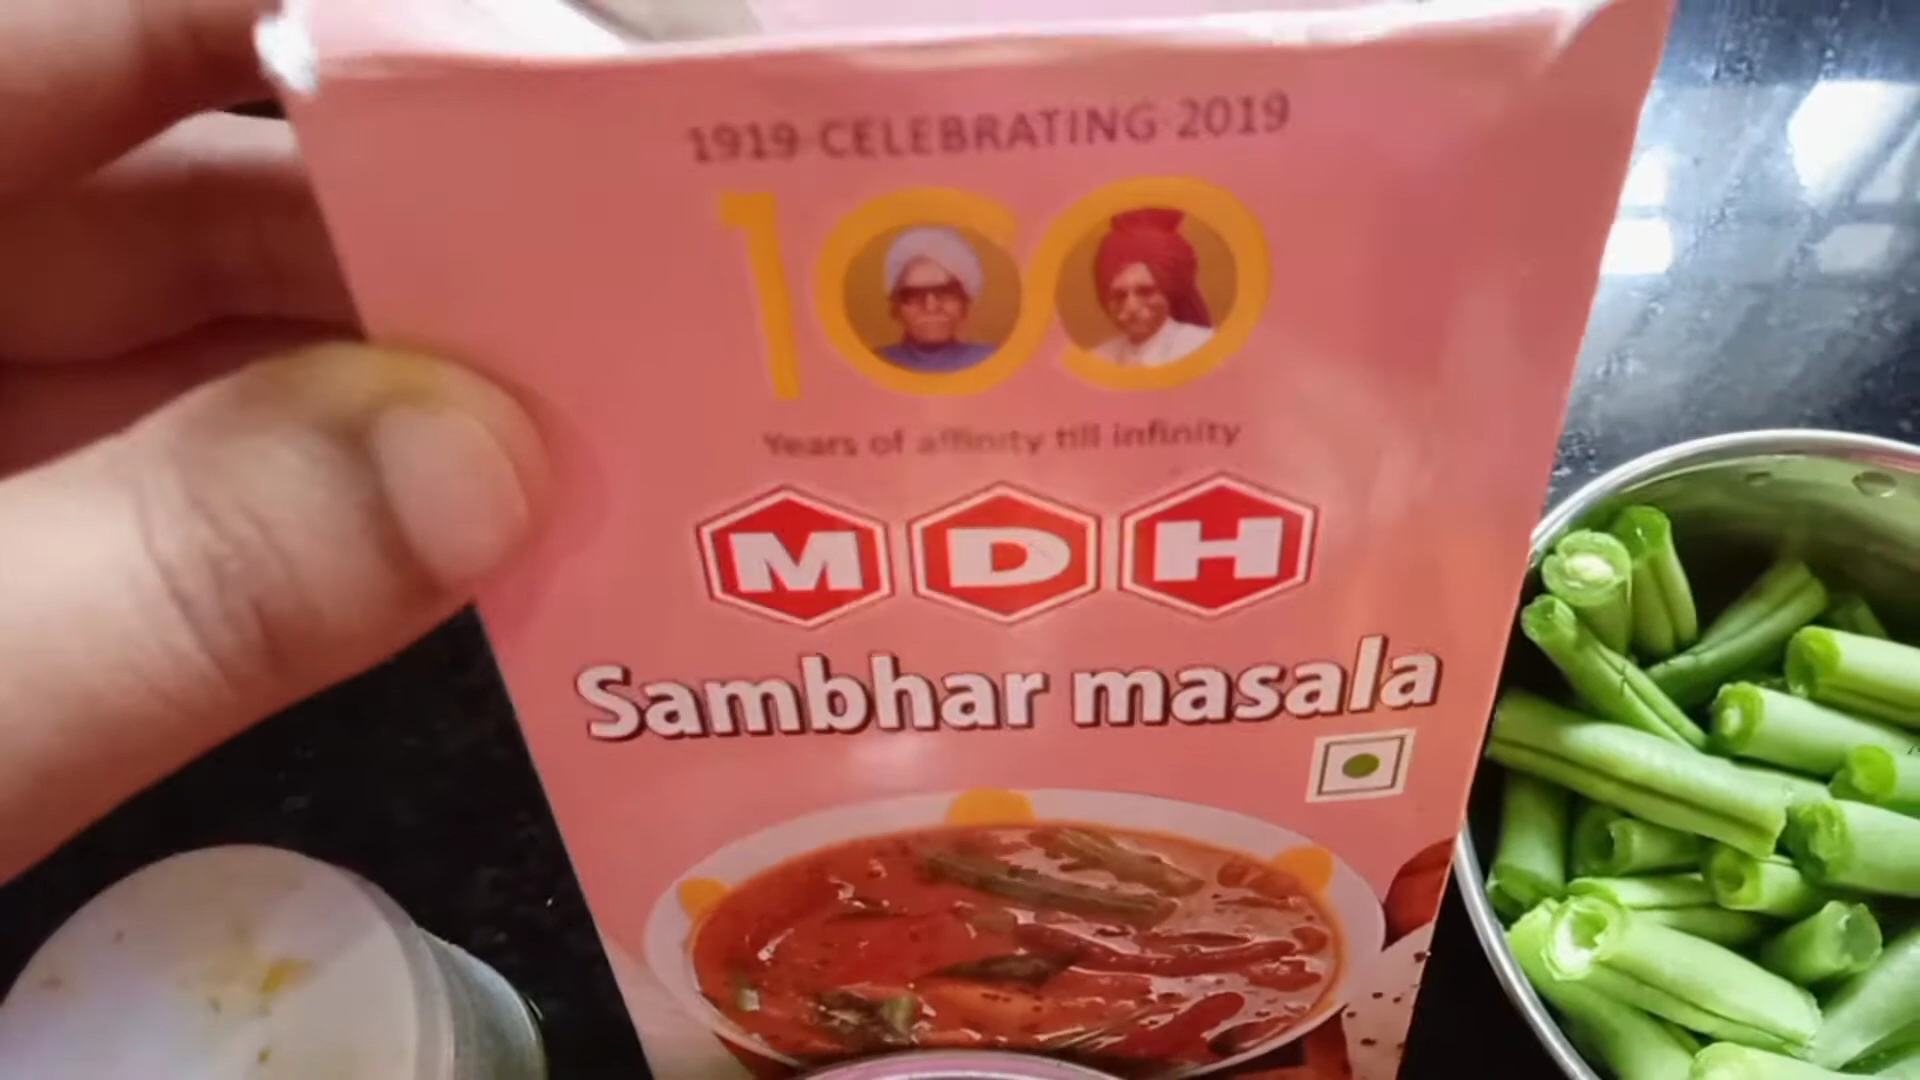 1919-CELEBRATING-2019
100
Years of affinity till infinity
MDH
Sambhar masala